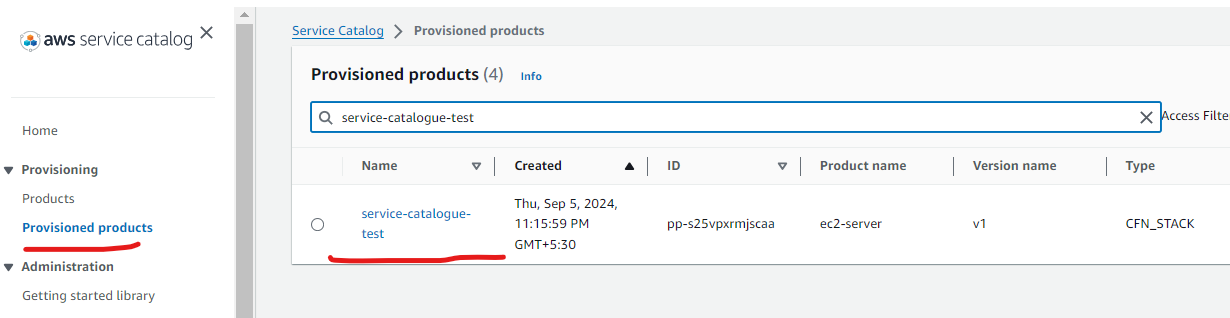 aws service catalog
Home
Provisioning
Products
Provisioned products
Administration
Getting started library
Service Catalog > Provisioned products
Provisioned products (4) Info
service-catalogue-test
Access Filte
Name Created ID Product name Version name Type
service-catalogue-
test
Thu, Sep 5, 2024,
11:15:59 PM
GMT+5:30
pp-s25vpxrmjscaa
ec2-server
v1
CFN_STACK